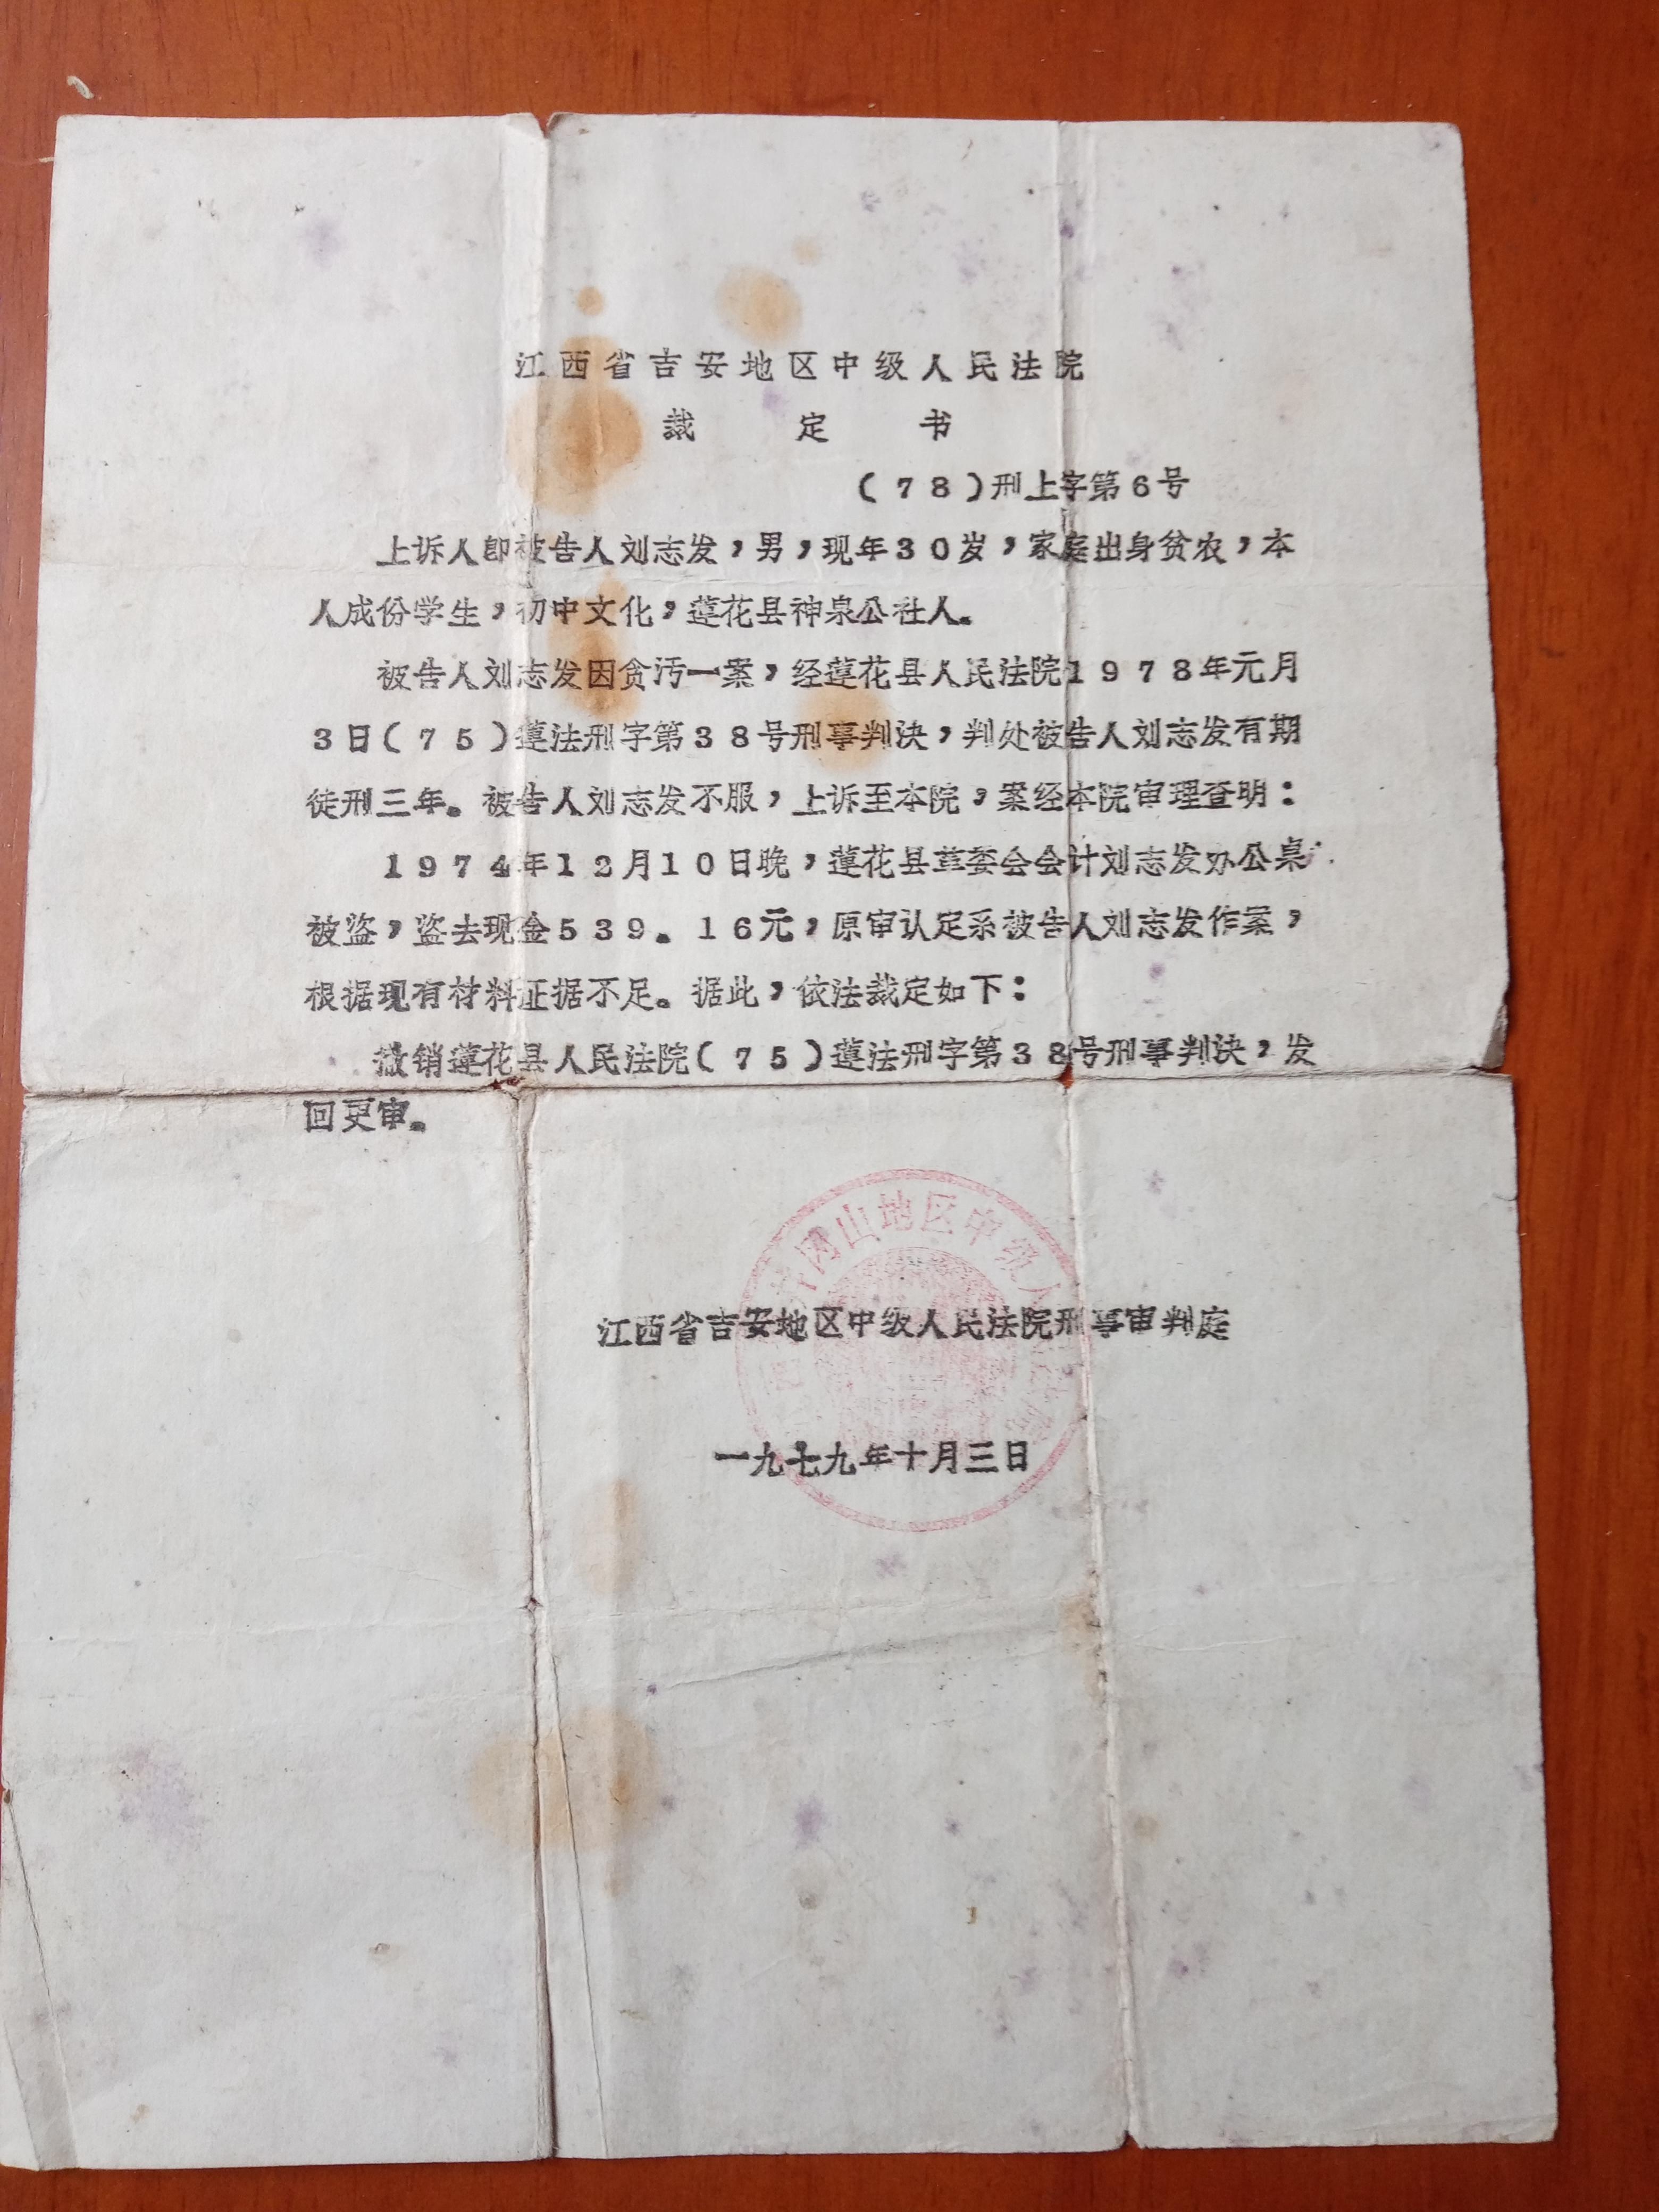 江西省吉安地区中级人民法院
裁定书
(78)刑上字第6号
上诉人即被告人刘志发，男，现年30岁，家庭出身贫农，本
人成份学生，初中文化，莲花县神泉公社人。
被告人刘志发因贪污一案，经莲花县人民法院1978年元月
3日(75)莲法刑字第38号刑事判决，判处被告人刘志发有期
徒刑三年。被告人刘志发不服，上诉至本院，案经本院审理查明：
1974年12月10日晚，莲花县革委会会计刘志发办公桌
被盗，盗去现金539.16元，原审认定系被告人刘志发作案，
根据现有材料证据不足。据此，依法裁定如下：
撤销莲花县人民法院(75)莲法刑字第38号刑事判决，发
回更审。
冈山地区中级人
江西省吉安地区中级人民法院刑事审判庭
一九七九年十月三日